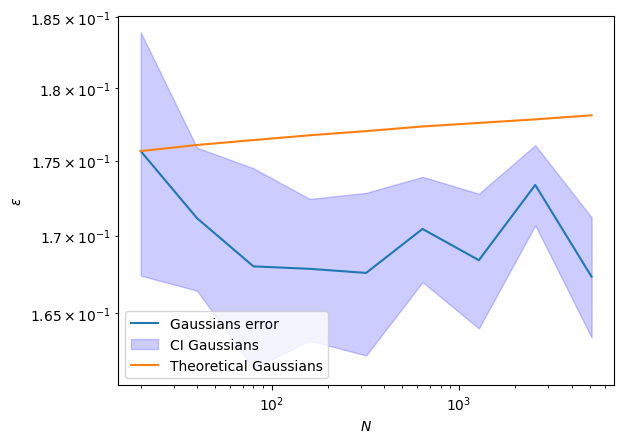 1.85 × 10⁻¹
1.8 × 10⁻¹
1.75 × 10⁻¹
1.7 × 10⁻¹
1.65 × 10⁻¹
ε
Gaussians error
CI Gaussians
Theoretical Gaussians
10² 10³
N